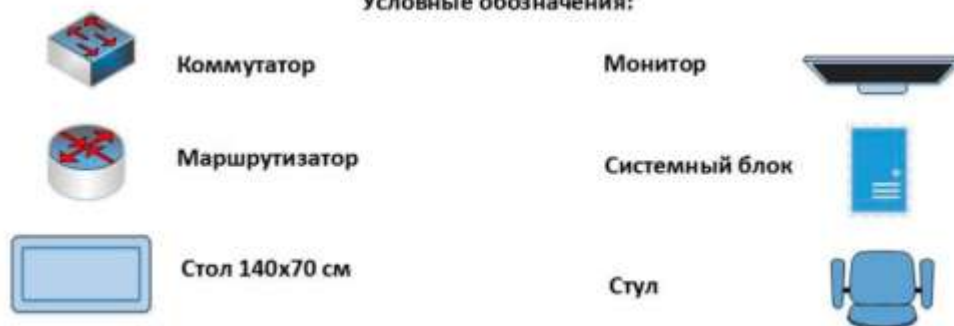 Условные обозначения:
Коммутатор
Монитор
Маршрутизатор
Системный блок
Стол 140х70 см
Стул